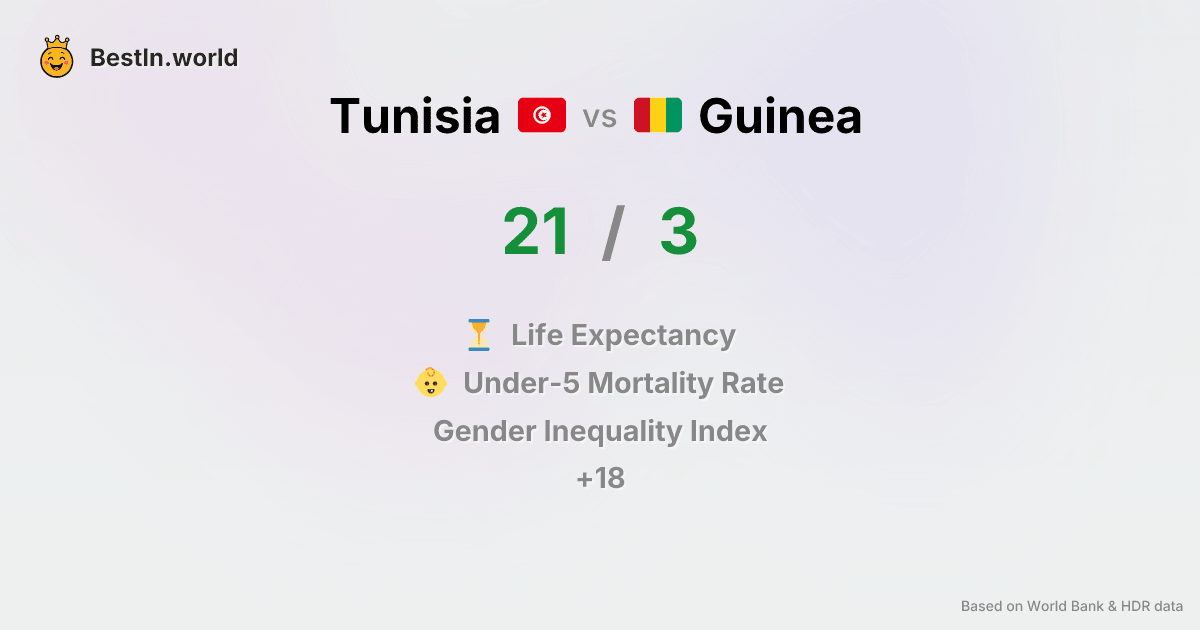 BestIn.world
Tunisia vs Guinea
21 / 3
Life Expectancy
Under-5 Mortality Rate
Gender Inequality Index
+18
Based on World Bank & HDR data